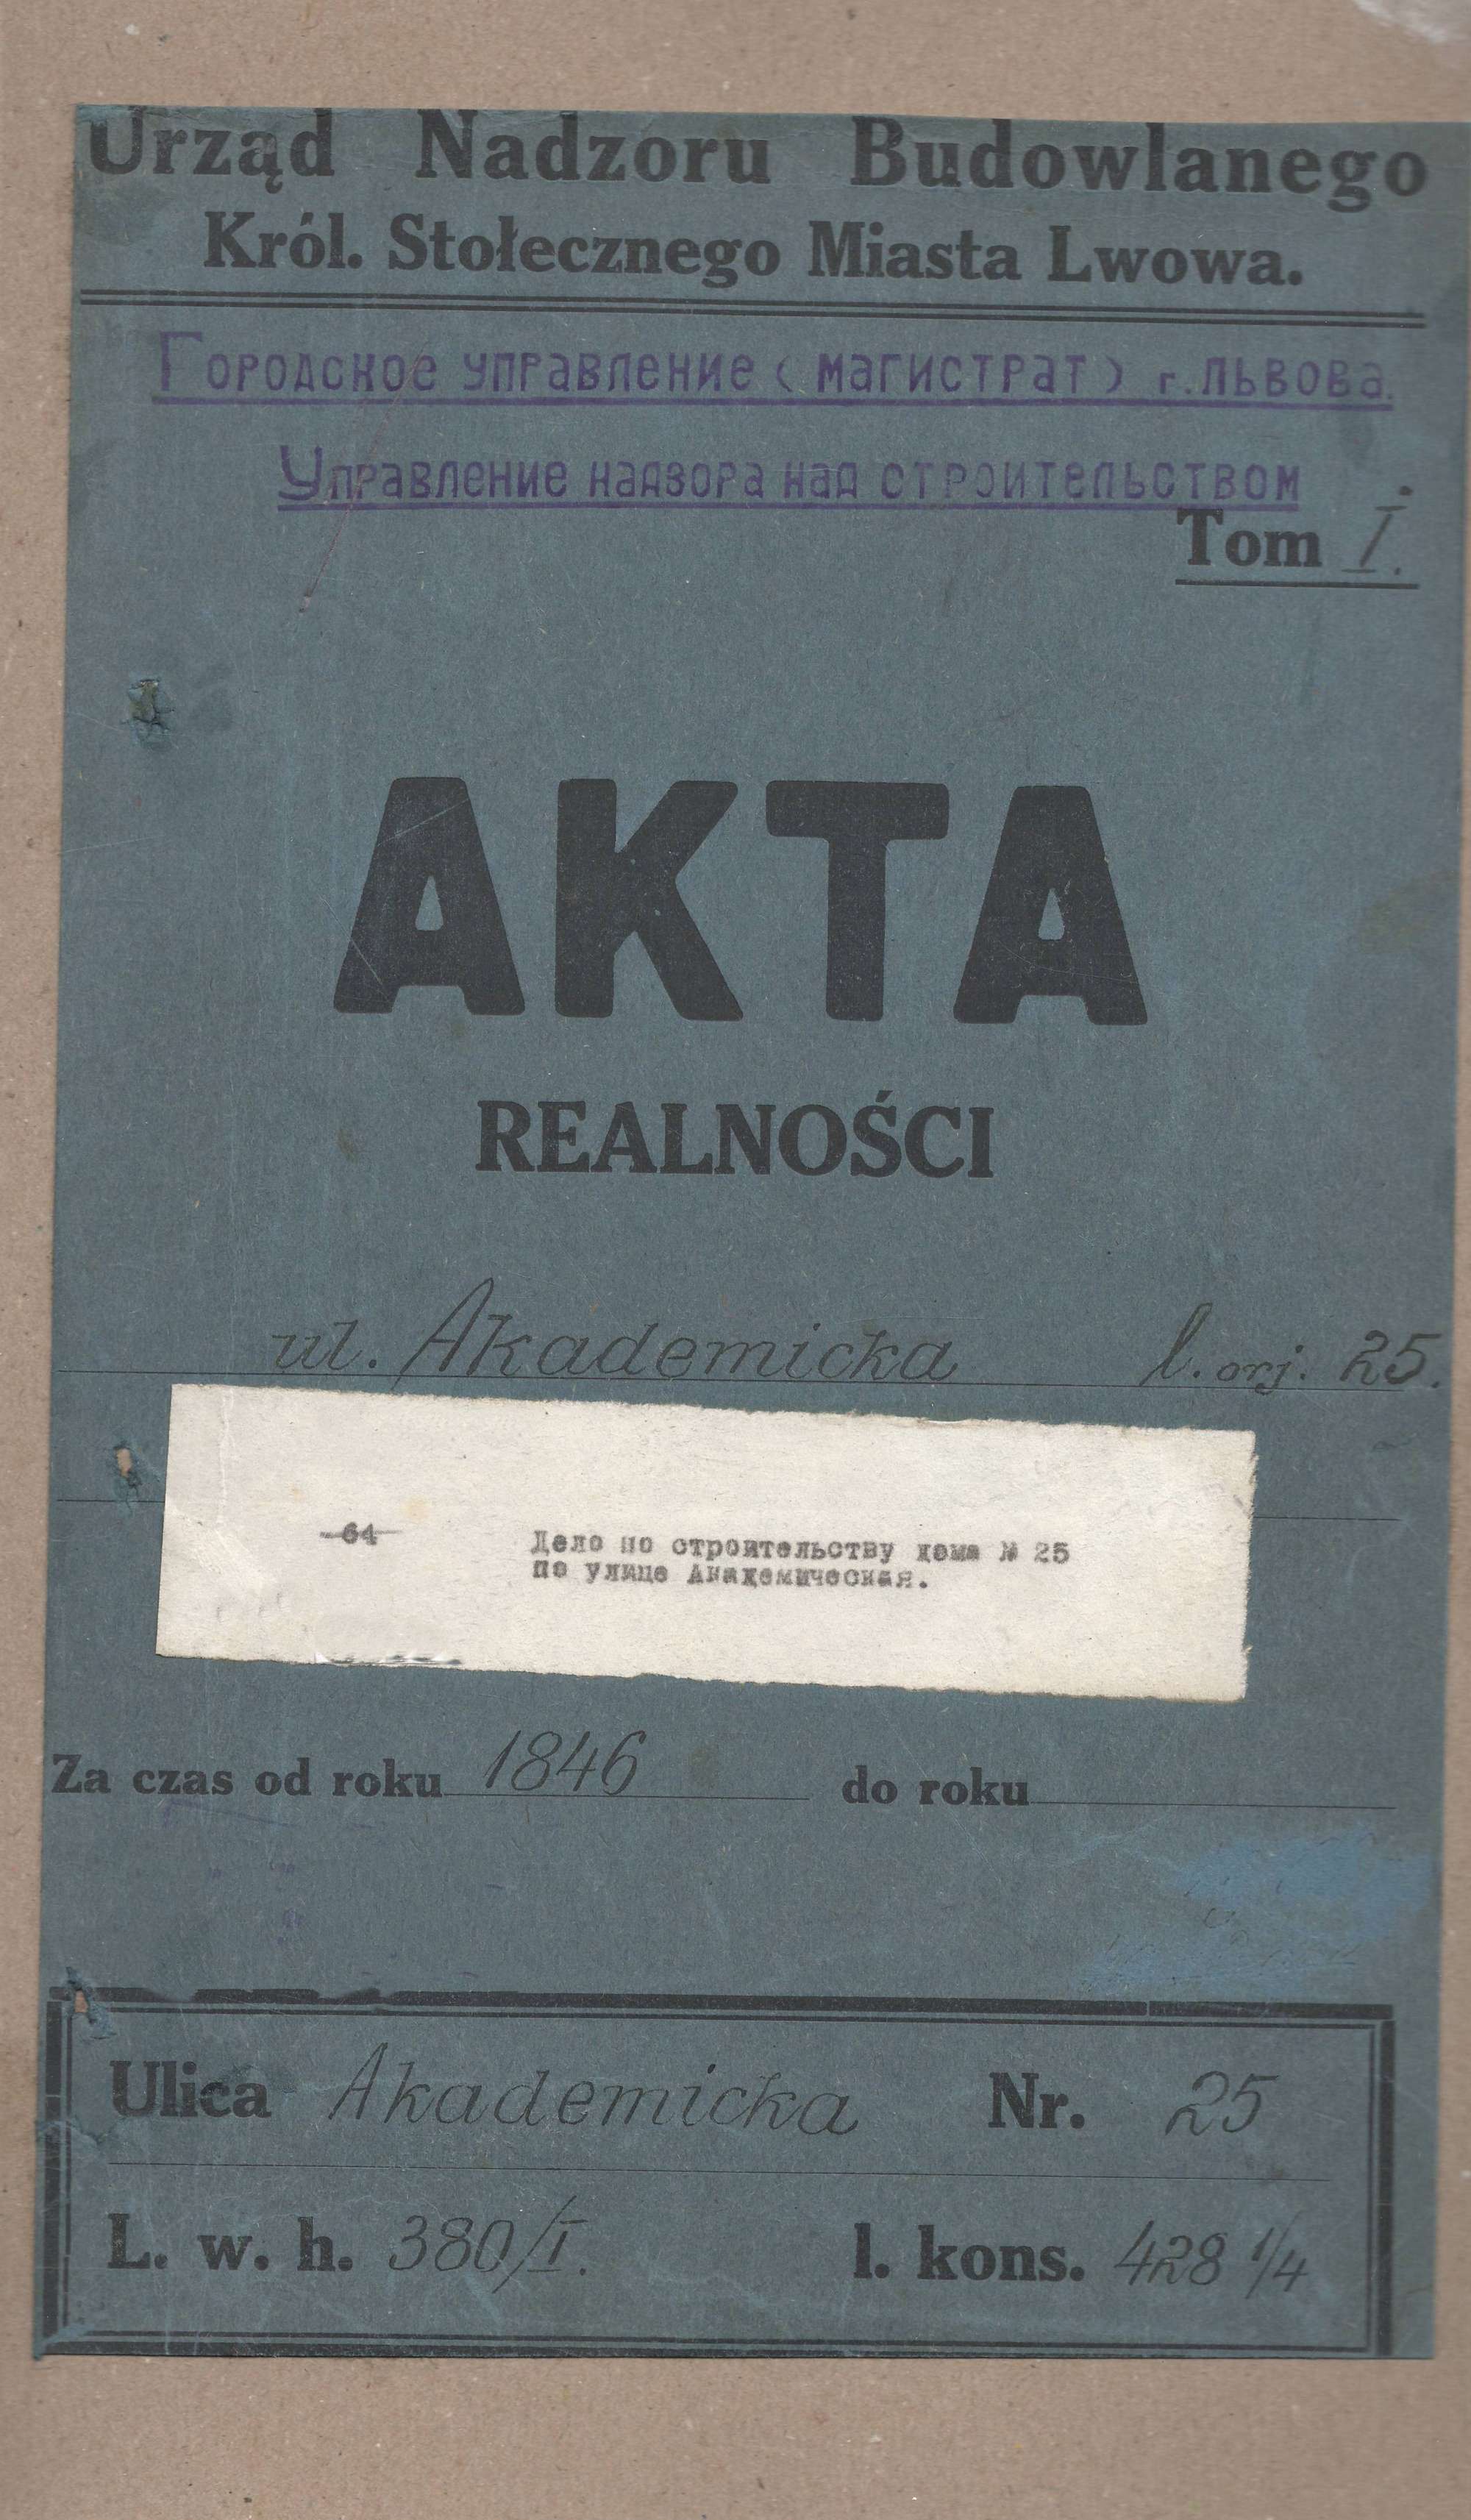 Urząd Nadzoru Budowlanego
Król. Stołecznego Miasta Lwowa.
Городское управление (магистрат) г. Львова.
Управление надзора над строительством
Tom I.
AKTA
REALNOŚCI
ul. Akademicka l. orj. 25.
64 Дело по строительству дома № 25
по улице Академическая.
Za czas od roku 1846 do roku
Ulica Akademicka Nr. 25
L. w. h. 380/I. l. kons. 428 1/4